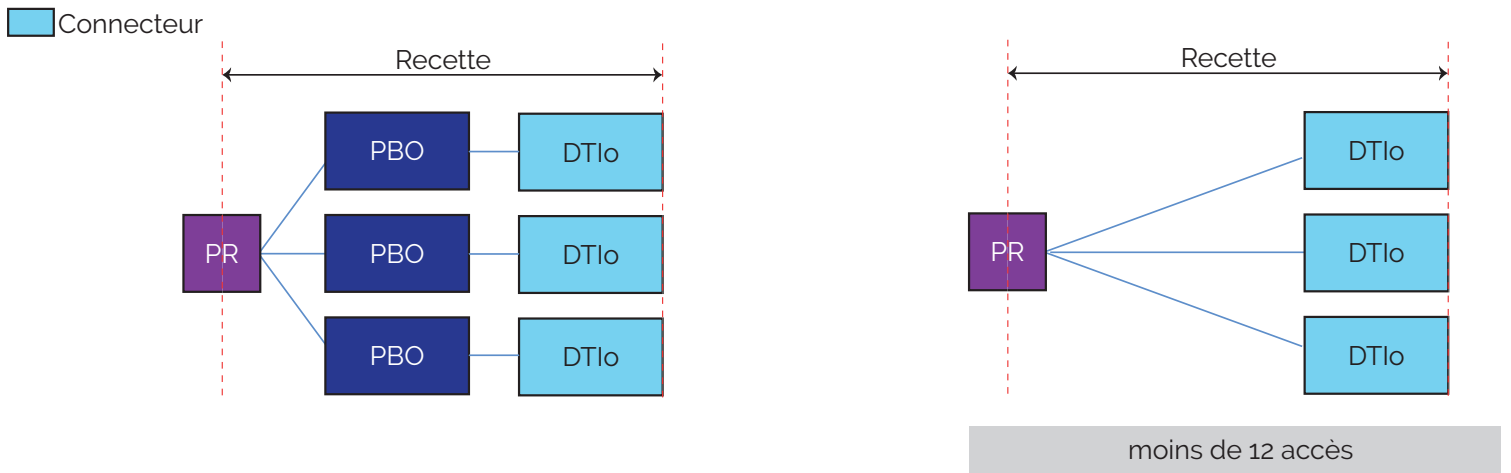 Connecteur
Recette
PBO
DTIo
PR
PBO
DTIo
PBO
DTIo
Recette
DTIo
PR
DTIo
DTIo
moins de 12 accès